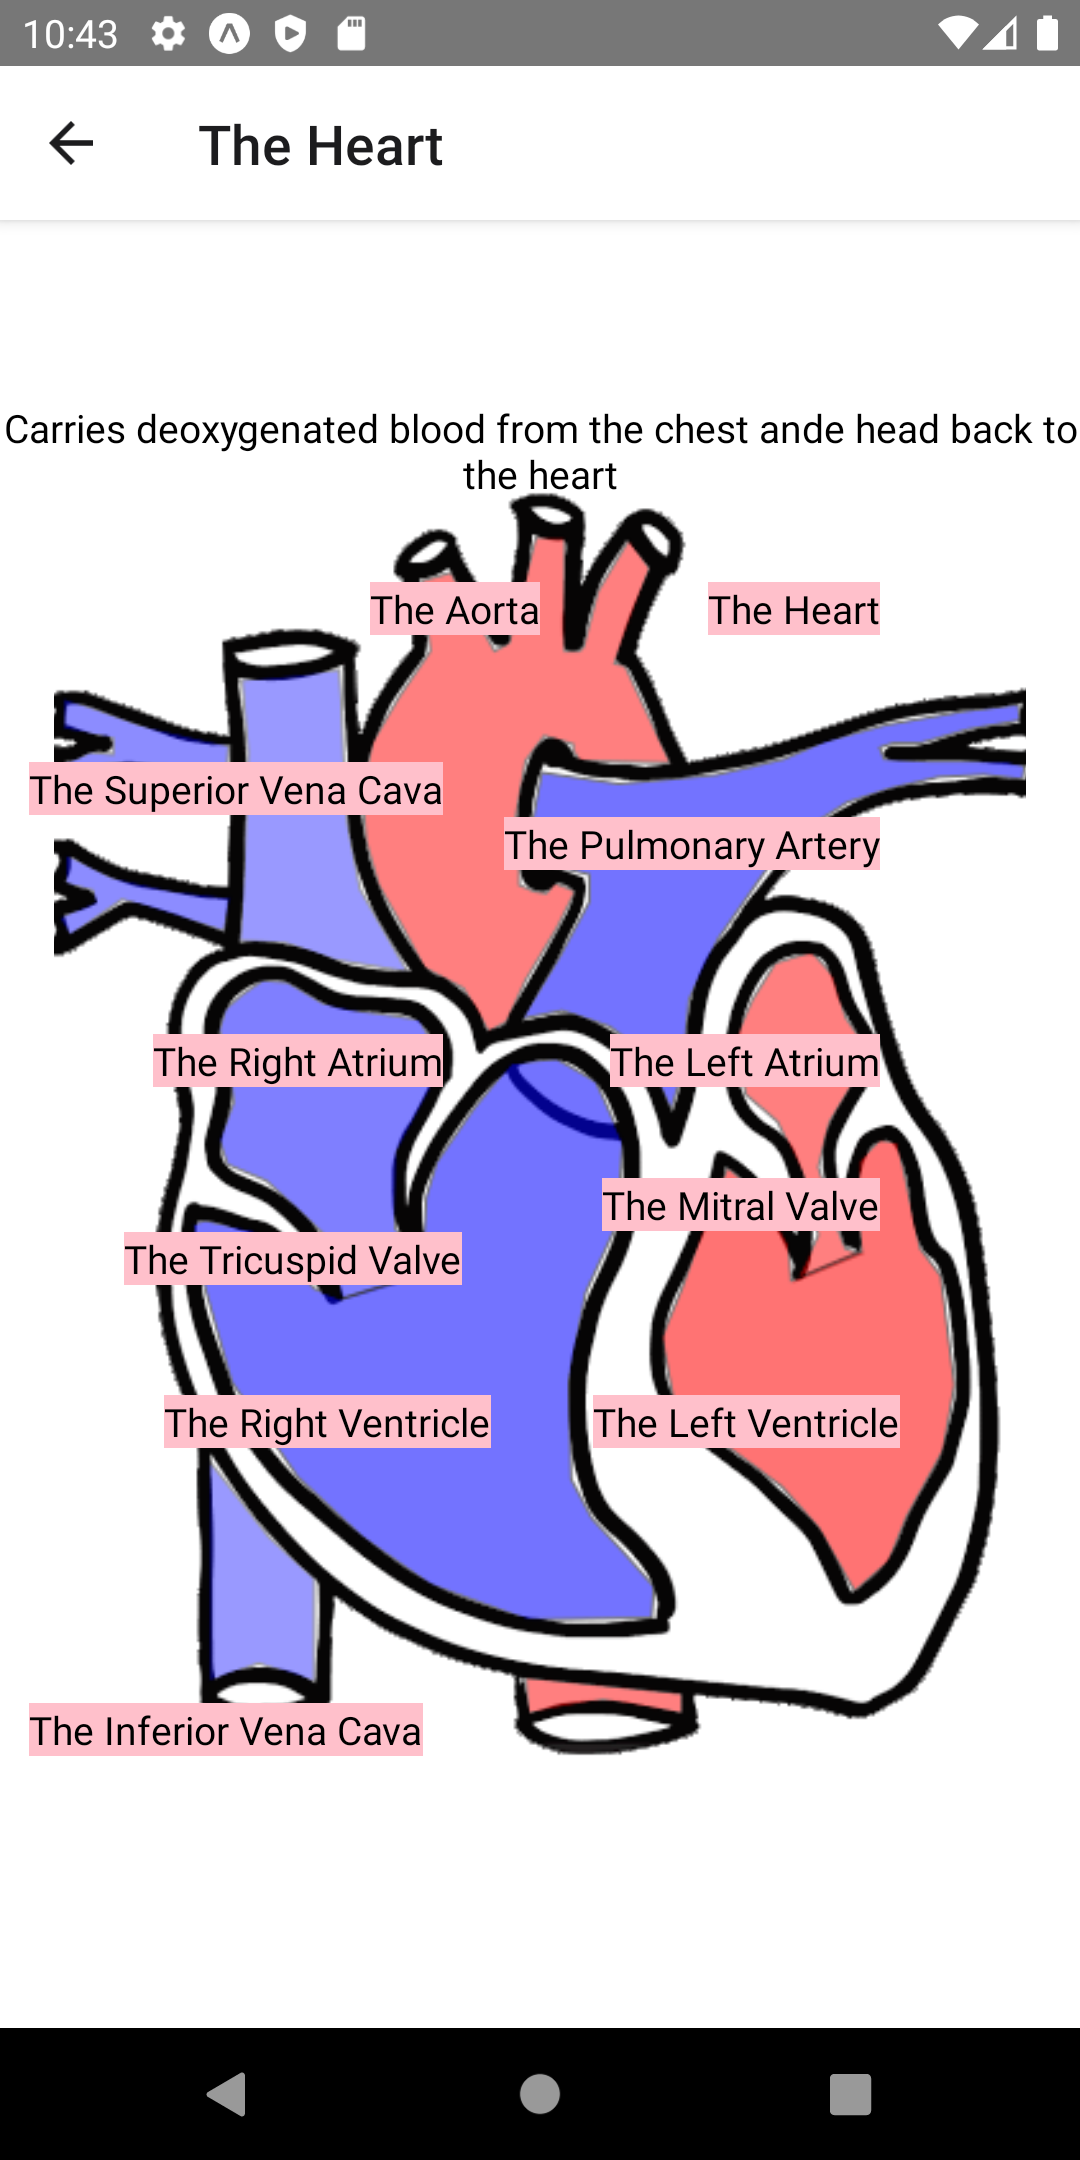 10:43
The Heart
Carries deoxygenated blood from the chest ande head back to
the heart
The Aorta
The Heart
The Superior Vena Cava
The Pulmonary Artery
The Right Atrium
The Left Atrium
The Mitral Valve
The Tricuspid Valve
The Right Ventricle
The Left Ventricle
The Inferior Vena Cava